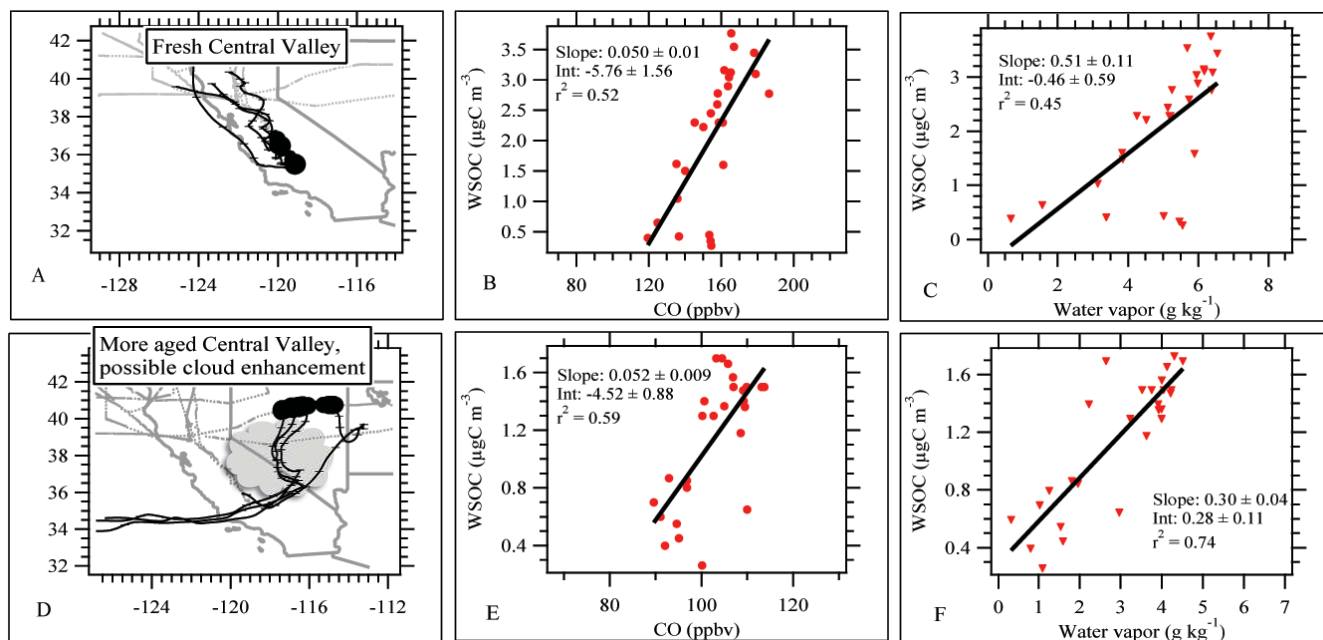 42
40
38
36
34
32
Fresh Central Valley
A
-128
-124
-120
-116
3.5
3.0
2.5
2.0
1.5
1.0
0.5
WSOC (µgC m⁻³)
Slope: 0.050 ± 0.01
Int: -5.76 ± 1.56
r² = 0.52
B
80
120
160
200
CO (ppbv)
3
2
1
0
WSOC (µgC m⁻³)
Slope: 0.51 ± 0.11
Int: -0.46 ± 0.59
r² = 0.45
C
0
2
4
6
8
Water vapor (g kg⁻¹)
More aged Central Valley,
possible cloud enhancement
42
40
38
36
34
32
D
-124
-120
-116
-112
1.6
1.2
0.8
0.4
WSOC (µgC m⁻³)
Slope: 0.052 ± 0.009
Int: -4.52 ± 0.88
r² = 0.59
E
80
100
120
CO (ppbv)
1.6
1.2
0.8
0.4
WSOC (µgC m⁻³)
Slope: 0.30 ± 0.04
Int: 0.28 ± 0.11
r² = 0.74
F
0
1
2
3
4
5
6
7
Water vapor (g kg⁻¹)